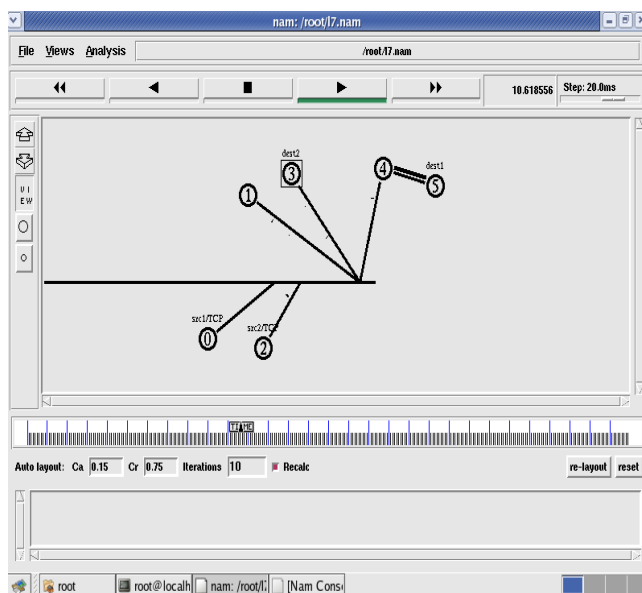 nam: /root/l7.nam
File Views Analysis /root/l7.nam
10.618556 Step: 20.0ms
V I
E W
dest2
3
4
dest1
5
1
src1/TCP
0
src2/TCP
2
TIME
Auto layout: Ca 0.15 Cr 0.75 Iterations 10 Recalc re-layout reset
root root@localh nam: /root/l7 [Nam Cons